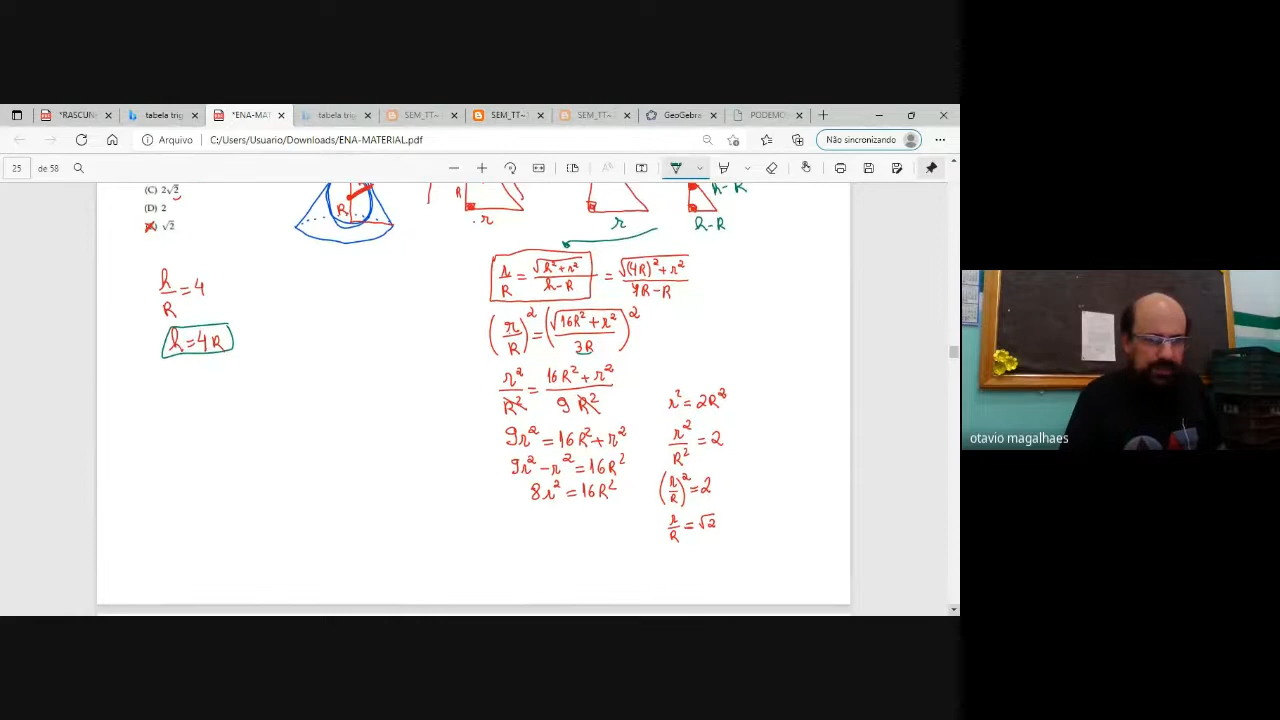 *RASCUN
tabela trig
*ENA-MAT
tabela trig
SEM_TT~
SEM_TT~
SEM_TT~
GeoGebra
PODEMO
Arquivo
C:/Users/Usuario/Downloads/ENA-MATERIAL.pdf
Não sincronizando
25 de 58
(C) 2√2
(D) 2
√2
R
R
r
r
h-R
h-R
h/R = 4
h=4R
r/R = √(h²+r²)/(h-R) = √((4R)²+r²)/(4R-R)
(r/R)² = (√(16R²+r²)/3R)²
r²/R² = (16R²+r²)/(9R²)
9r² = 16R²+r²
9r²-r² = 16R²
8r² = 16R²
r² = 2R²
r²/R² = 2
(r/R)² = 2
r/R = √2
otavio magalhaes